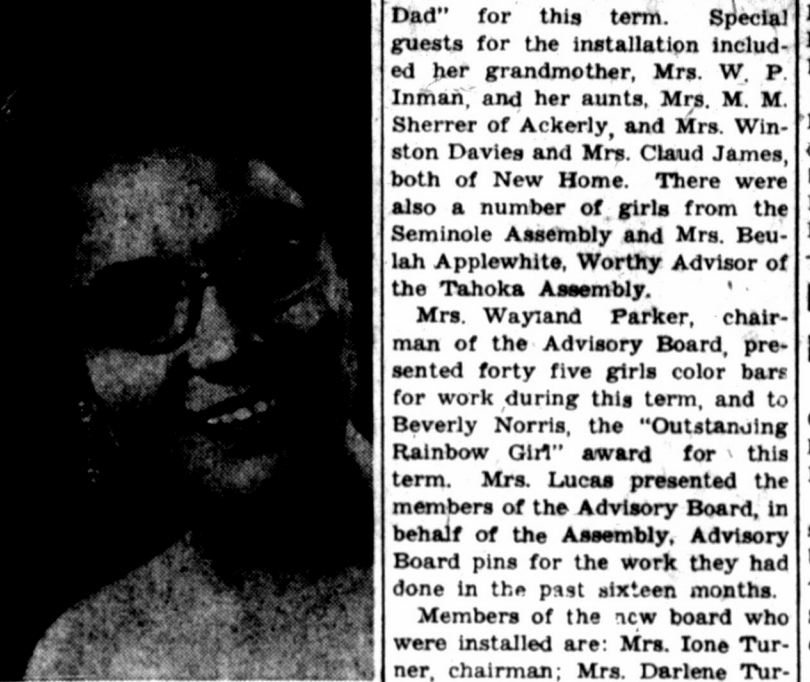 Dad" for this term. Special
guests for the installation includ-
ed her grandmother, Mrs. W. P.
Inman, and her aunts, Mrs. M. M.
Sherrer of Ackerly, and Mrs. Win-
ston Davies and Mrs. Claud James,
both of New Home. There were
also a number of girls from the
Seminole Assembly and Mrs. Beu-
lah Applewhite, Worthy Advisor of
the Tahoka Assembly.
Mrs. Wayland Parker, chair-
man of the Advisory Board, pre-
sented forty five girls color bars
for work during this term, and to
Beverly Norris, the "Outstanding
Rainbow Girl" award for this
term. Mrs. Lucas presented the
members of the Advisory Board, in
behalf of the Assembly, Advisory
Board pins for the work they had
done in the past sixteen months.
Members of the new board who
were installed are: Mrs. Ione Tur-
ner, chairman; Mrs. Darlene Tur-